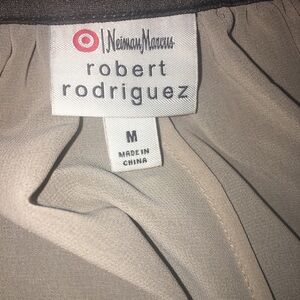 Neiman Marcus
robert
rodriguez
M
MADE IN
CHINA